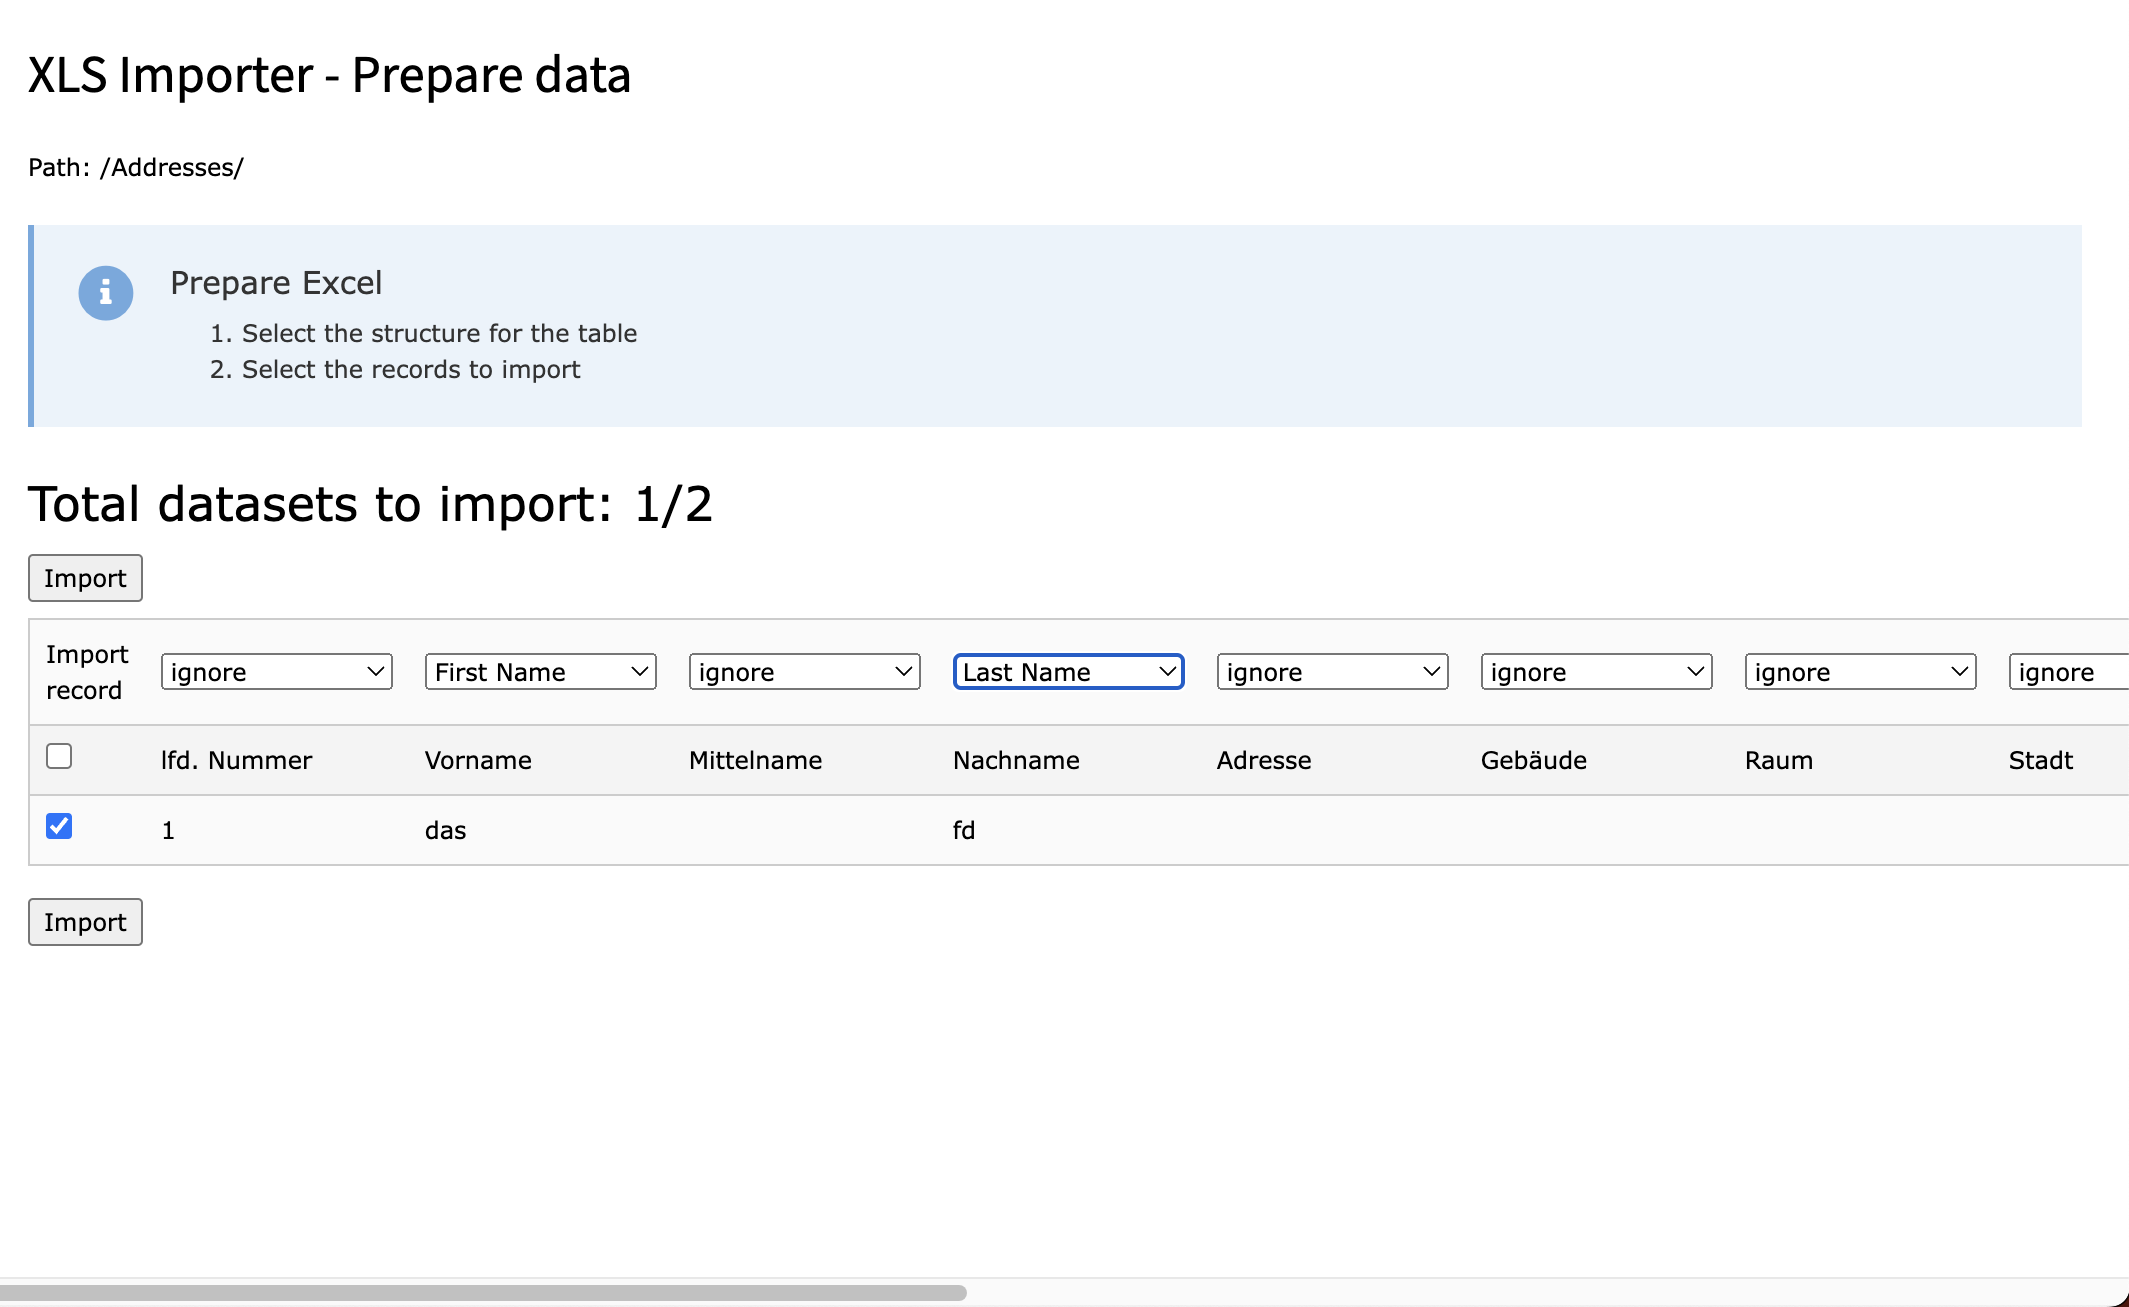 XLS Importer - Prepare data
Path: /Addresses/
Prepare Excel
1. Select the structure for the table
2. Select the records to import
Total datasets to import: 1/2
Import
Import record ignore First Name ignore Last Name ignore ignore ignore ignore
lfd. Nummer Vorname Mittelname Nachname Adresse Gebäude Raum Stadt
1 das fd
Import